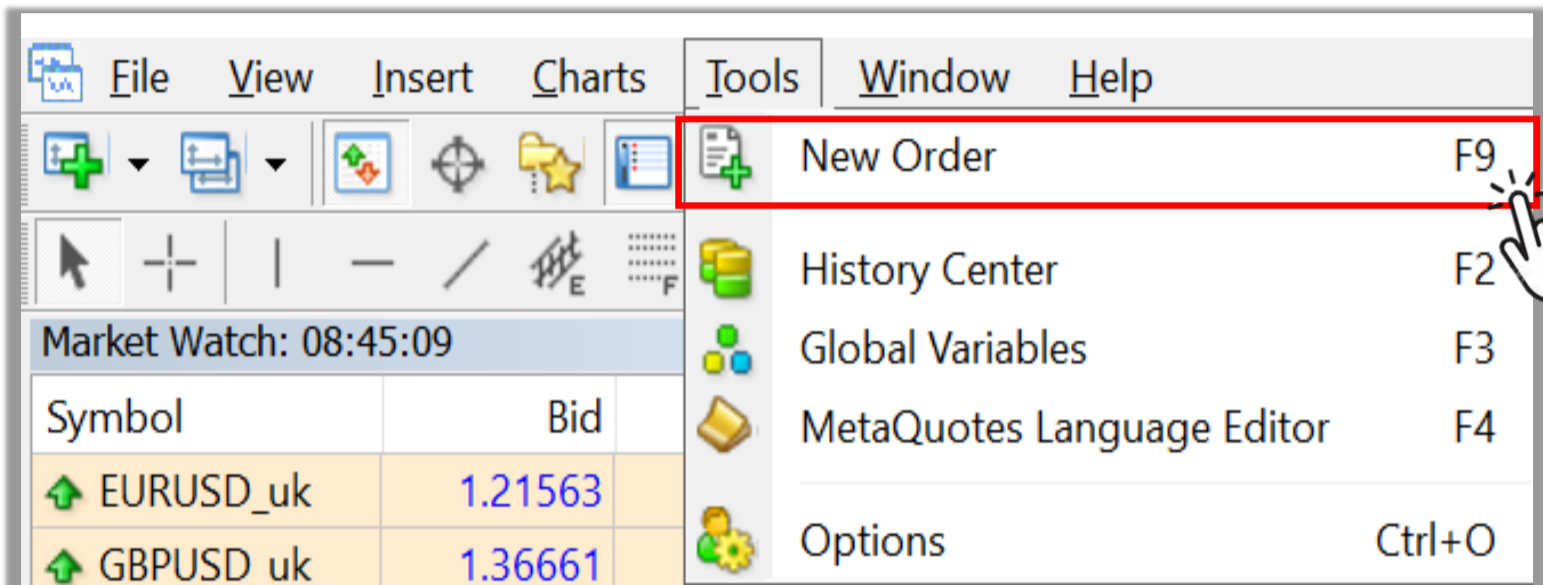 File View Insert Charts Tools Window Help
New Order F9
E F
History Center F2
Market Watch: 08:45:09
Global Variables F3
Symbol Bid
MetaQuotes Language Editor F4
EURUSD_uk 1.21563
Options Ctrl+O
GBPUSD_uk 1.36661